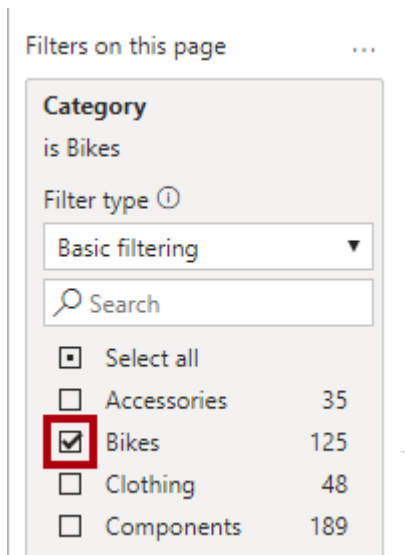 Filters on this page ...
Category
is Bikes
Filter type ⓘ
Basic filtering
Search
Select all
Accessories 35
Bikes 125
Clothing 48
Components 189